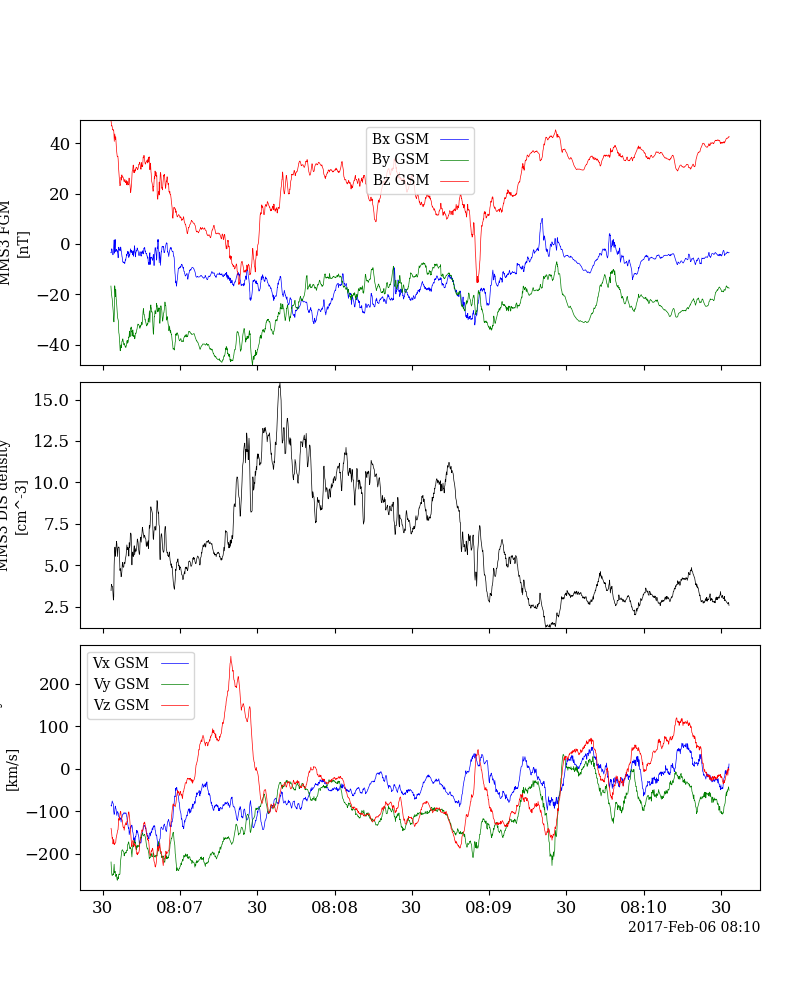 40
20
0
−20
−40
MMS3 FGM
[nT]
Bx GSM
By GSM
Bz GSM
15.0
12.5
10.0
7.5
5.0
2.5
MMS3 DIS density
[cm^-3]
200
100
0
−100
−200
[km/s]
Vx GSM
Vy GSM
Vz GSM
30 08:07 30 08:08 30 08:09 30 08:10 30
2017-Feb-06 08:10